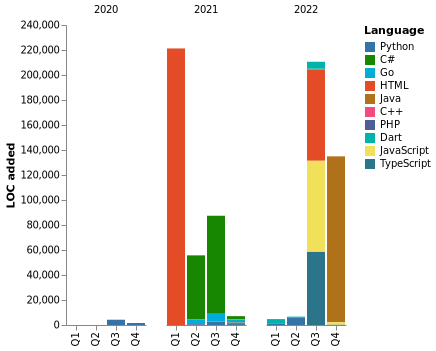 2020 2021 2022
LOC added
240,000
220,000
200,000
180,000
160,000
140,000
120,000
100,000
80,000
60,000
40,000
20,000
0
Q1 Q2 Q3 Q4 Q1 Q2 Q3 Q4 Q1 Q2 Q3 Q4
Language
Python
C#
Go
HTML
Java
C++
PHP
Dart
JavaScript
TypeScript